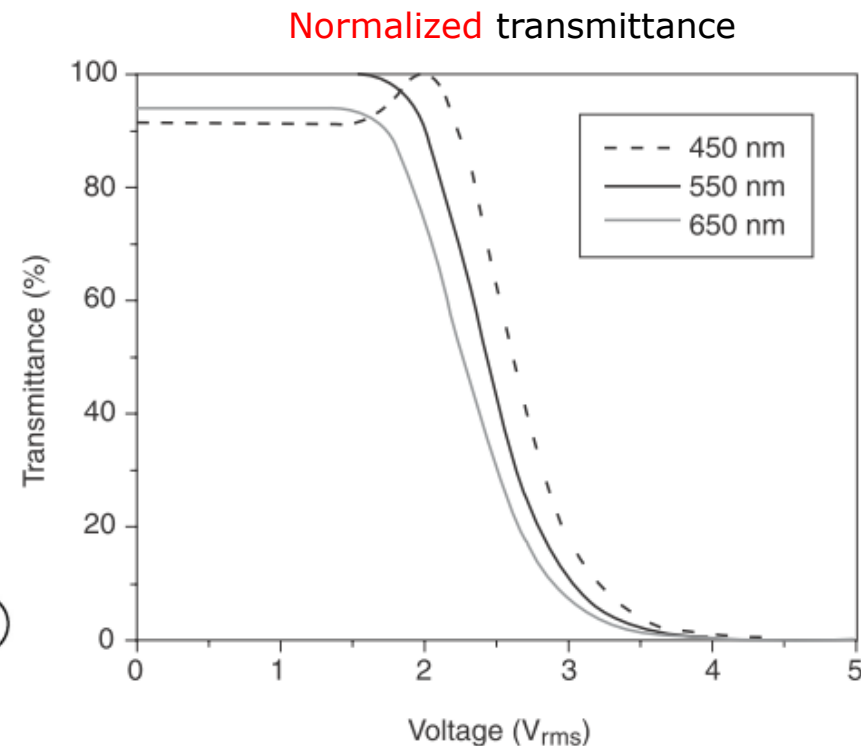 Normalized transmittance
100
80
60
40
20
0
Transmittance (%)
450 nm
550 nm
650 nm
0 1 2 3 4 5
Voltage (Vrms)